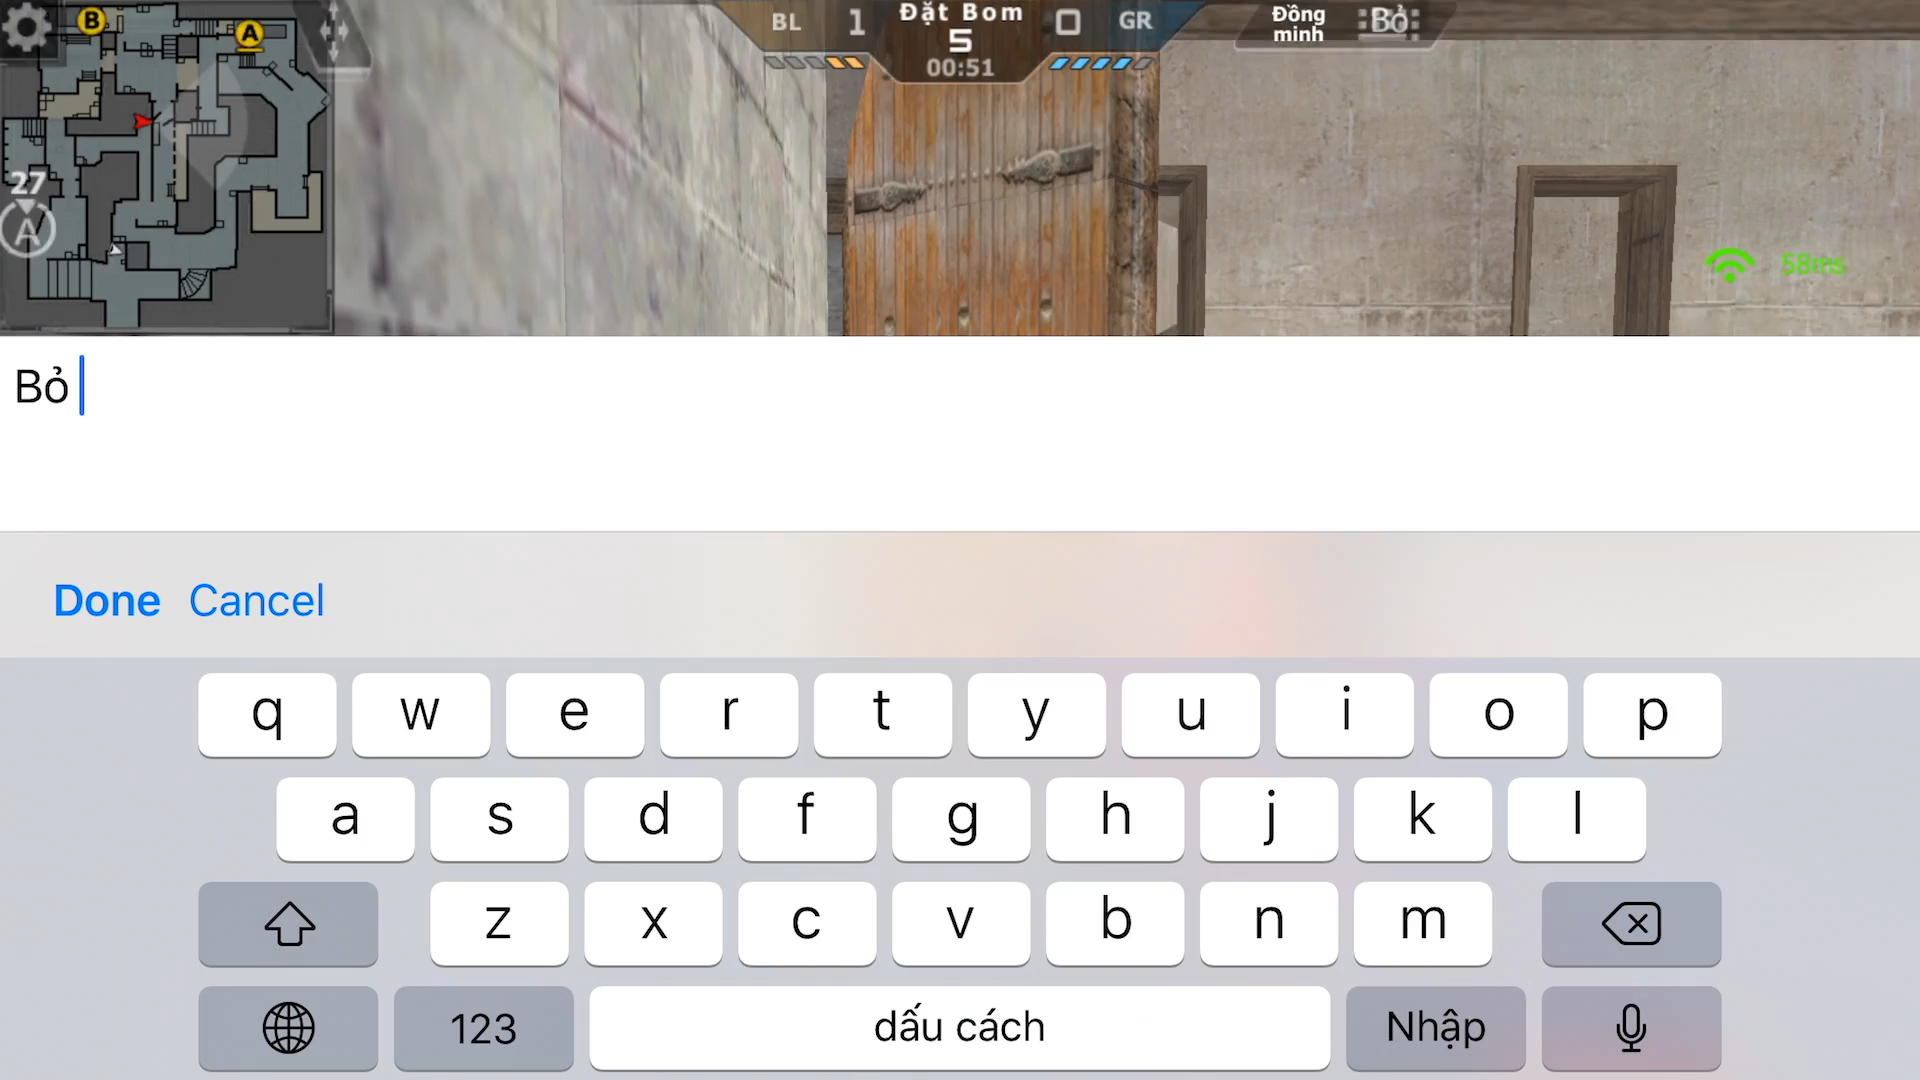 B
A
27
A
BL 1 Đặt Bom 0 GR
5
00:51
Đồng minh
Bỏ
58ms
Bỏ
Done Cancel
q w e r t y u i o p
a s d f g h j k l
z x c v b n m
123 dấu cách Nhập